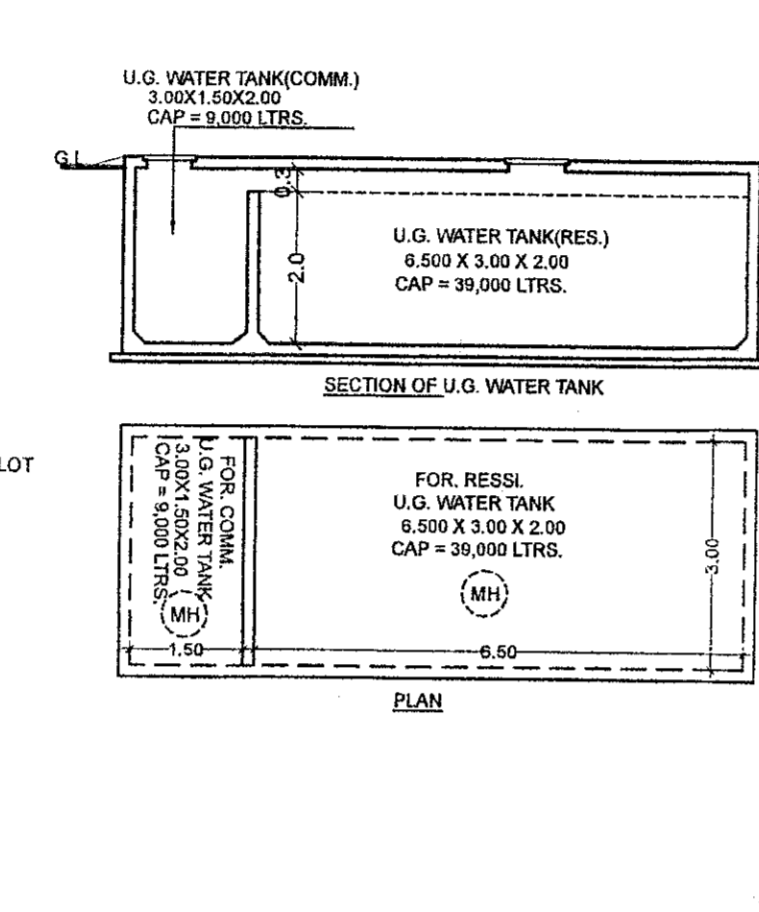 U.G. WATER TANK(COMM.)
3.00X1.50X2.00
CAP = 9,000 LTRS.
G.L
0.3
2.0
U.G. WATER TANK(RES.)
6.500 X 3.00 X 2.00
CAP = 39,000 LTRS.
SECTION OF U.G. WATER TANK
LOT
FOR. COMM.
U.G. WATER TANK
3.00X1.50X2.00
CAP = 9,000 LTRS.
MH
1.50
FOR. RESSI.
U.G. WATER TANK
6.500 X 3.00 X 2.00
CAP = 39,000 LTRS.
MH
6.50
3.00
PLAN